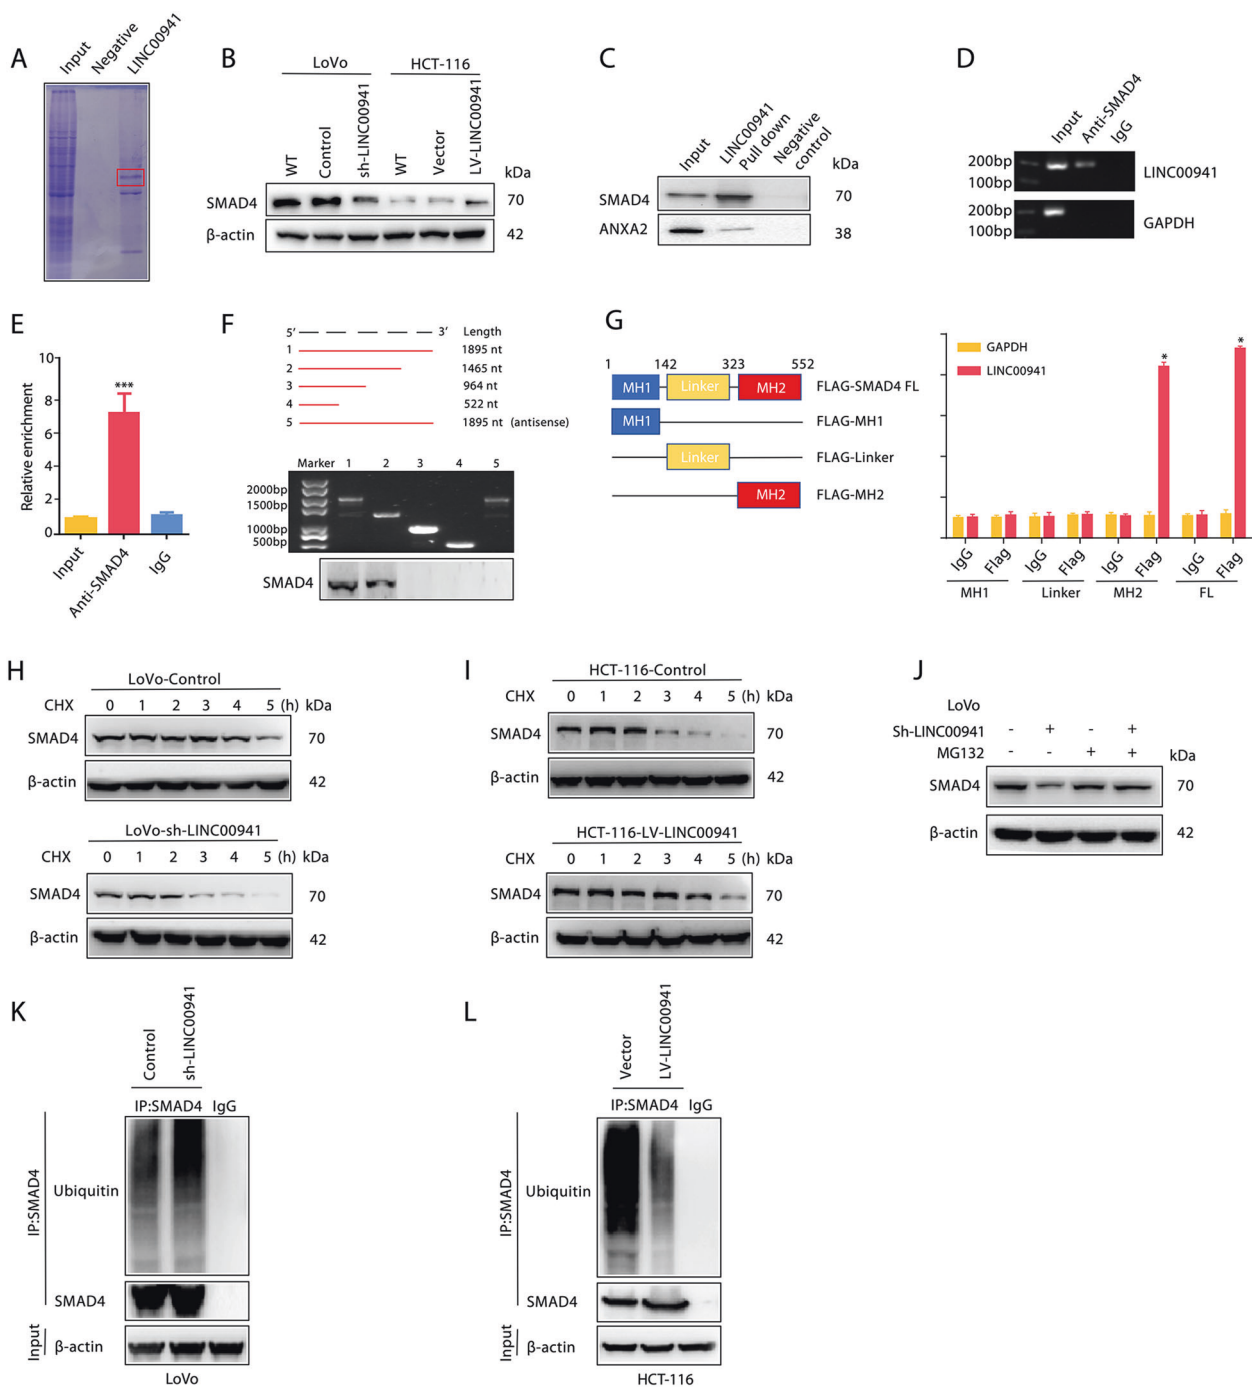 A
Input
Negative
LINC00941
B
LoVo
HCT-116
WT
Control
sh-LINC00941
WT
Vector
LV-LINC00941
kDa
SMAD4
70
β-actin
42
C
Input
LINC00941
Pull down
Negative
control
kDa
SMAD4
70
ANXA2
38
D
Input
Anti-SMAD4
IgG
200bp
100bp
LINC00941
200bp
100bp
GAPDH
E
Relative enrichment
10
8
6
4
2
0
***
Input
Anti-SMAD4
IgG
F
5' 3' Length
1 1895 nt
2 1465 nt
3 964 nt
4 522 nt
5 1895 nt (antisense)
Marker 1 2 3 4 5
2000bp
1500bp
1000bp
500bp
SMAD4
G
1 142 323 552
MH1 Linker MH2 FLAG-SMAD4 FL
MH1 FLAG-MH1
Linker FLAG-Linker
MH2 FLAG-MH2
GAPDH
LINC00941
*
*
IgG Flag IgG Flag IgG Flag IgG Flag
MH1 Linker MH2 FL
H
LoVo-Control
CHX 0 1 2 3 4 5 (h) kDa
SMAD4 70
β-actin 42
LoVo-sh-LINC00941
CHX 0 1 2 3 4 5 (h) kDa
SMAD4 70
β-actin 42
I
HCT-116-Control
CHX 0 1 2 3 4 5 (h) kDa
SMAD4 70
β-actin 42
HCT-116-LV-LINC00941
CHX 0 1 2 3 4 5 (h) kDa
SMAD4 70
β-actin 42
J
LoVo
Sh-LINC00941 - + - +
MG132 - - + + kDa
SMAD4 70
β-actin 42
K
Control
sh-LINC00941
IP:SMAD4 IgG
IP:SMAD4
Ubiquitin
SMAD4
Input
β-actin
LoVo
L
Vector
LV-LINC00941
IP:SMAD4 IgG
IP:SMAD4
Ubiquitin
SMAD4
Input
β-actin
HCT-116